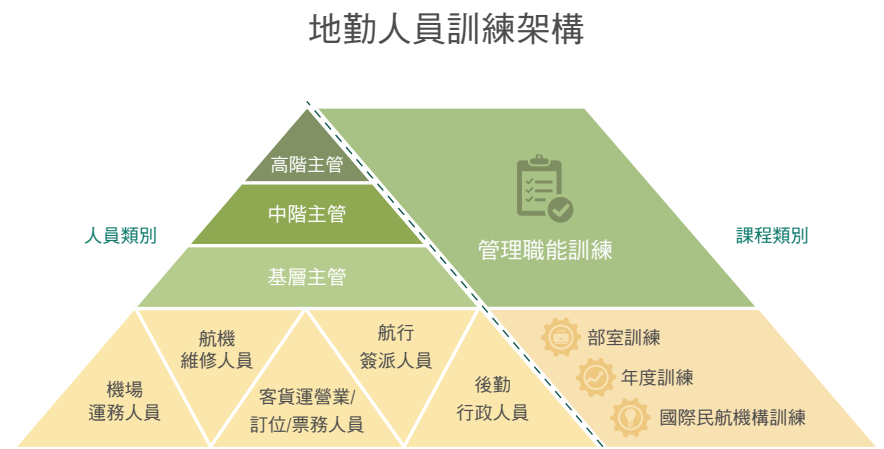 地勤人員訓練架構
人員類別
高階主管
中階主管
基層主管
機場
運務人員
航機
維修人員
客貨運營業/
訂位/票務人員
航行
簽派人員
後勤
行政人員
課程類別
管理職能訓練
部室訓練
年度訓練
國際民航機構訓練